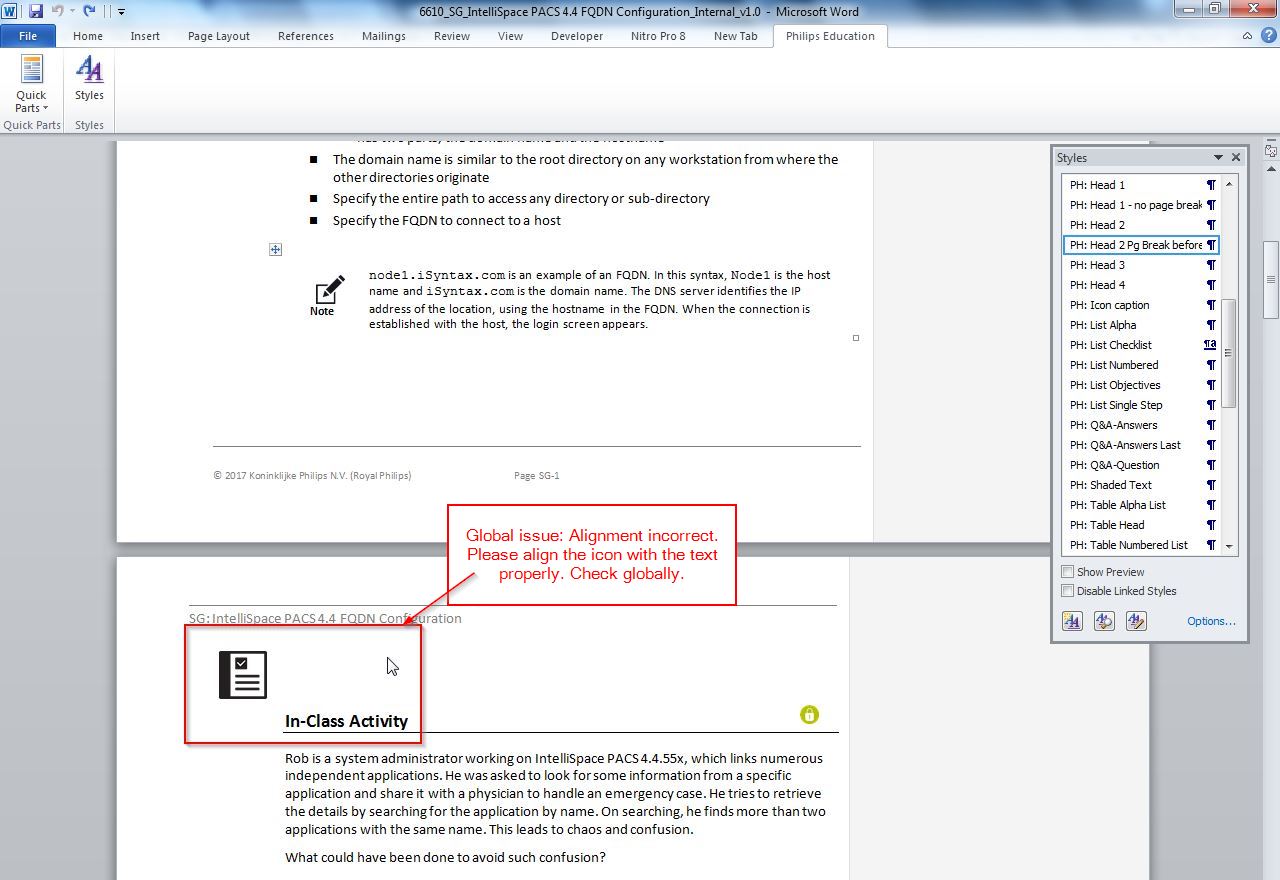 6610_SG_IntelliSpace PACS 4.4 FQDN Configuration_Internal_v1.0 - Microsoft Word
File Home Insert Page Layout References Mailings Review View Developer Nitro Pro 8 New Tab Philips Education
Quick Parts
Styles
Quick Parts Styles
has two parts, the domain name and the hostname
The domain name is similar to the root directory on any workstation from where the
other directories originate
Specify the entire path to access any directory or sub-directory
Specify the FQDN to connect to a host
node1.iSyntax.com is an example of an FQDN. In this syntax, Node1 is the host
name and iSyntax.com is the domain name. The DNS server identifies the IP
address of the location, using the hostname in the FQDN. When the connection is
established with the host, the login screen appears.
Note
© 2017 Koninklijke Philips N.V. (Royal Philips) Page SG-1
Global issue: Alignment incorrect.
Please align the icon with the text
properly. Check globally.
SG: IntelliSpace PACS 4.4 FQDN Configuration
In-Class Activity
Rob is a system administrator working on IntelliSpace PACS 4.4.55x, which links numerous
independent applications. He was asked to look for some information from a specific
application and share it with a physician to handle an emergency case. He tries to retrieve
the details by searching for the application by name. On searching, he finds more than two
applications with the same name. This leads to chaos and confusion.
What could have been done to avoid such confusion?
Styles
PH: Head 1
PH: Head 1 - no page break
PH: Head 2
PH: Head 2 Pg Break before
PH: Head 3
PH: Head 4
PH: Icon caption
PH: List Alpha
PH: List Checklist
PH: List Numbered
PH: List Objectives
PH: List Single Step
PH: Q&A-Answers
PH: Q&A-Answers Last
PH: Q&A-Question
PH: Shaded Text
PH: Table Alpha List
PH: Table Head
PH: Table Numbered List
Show Preview
Disable Linked Styles
Options...